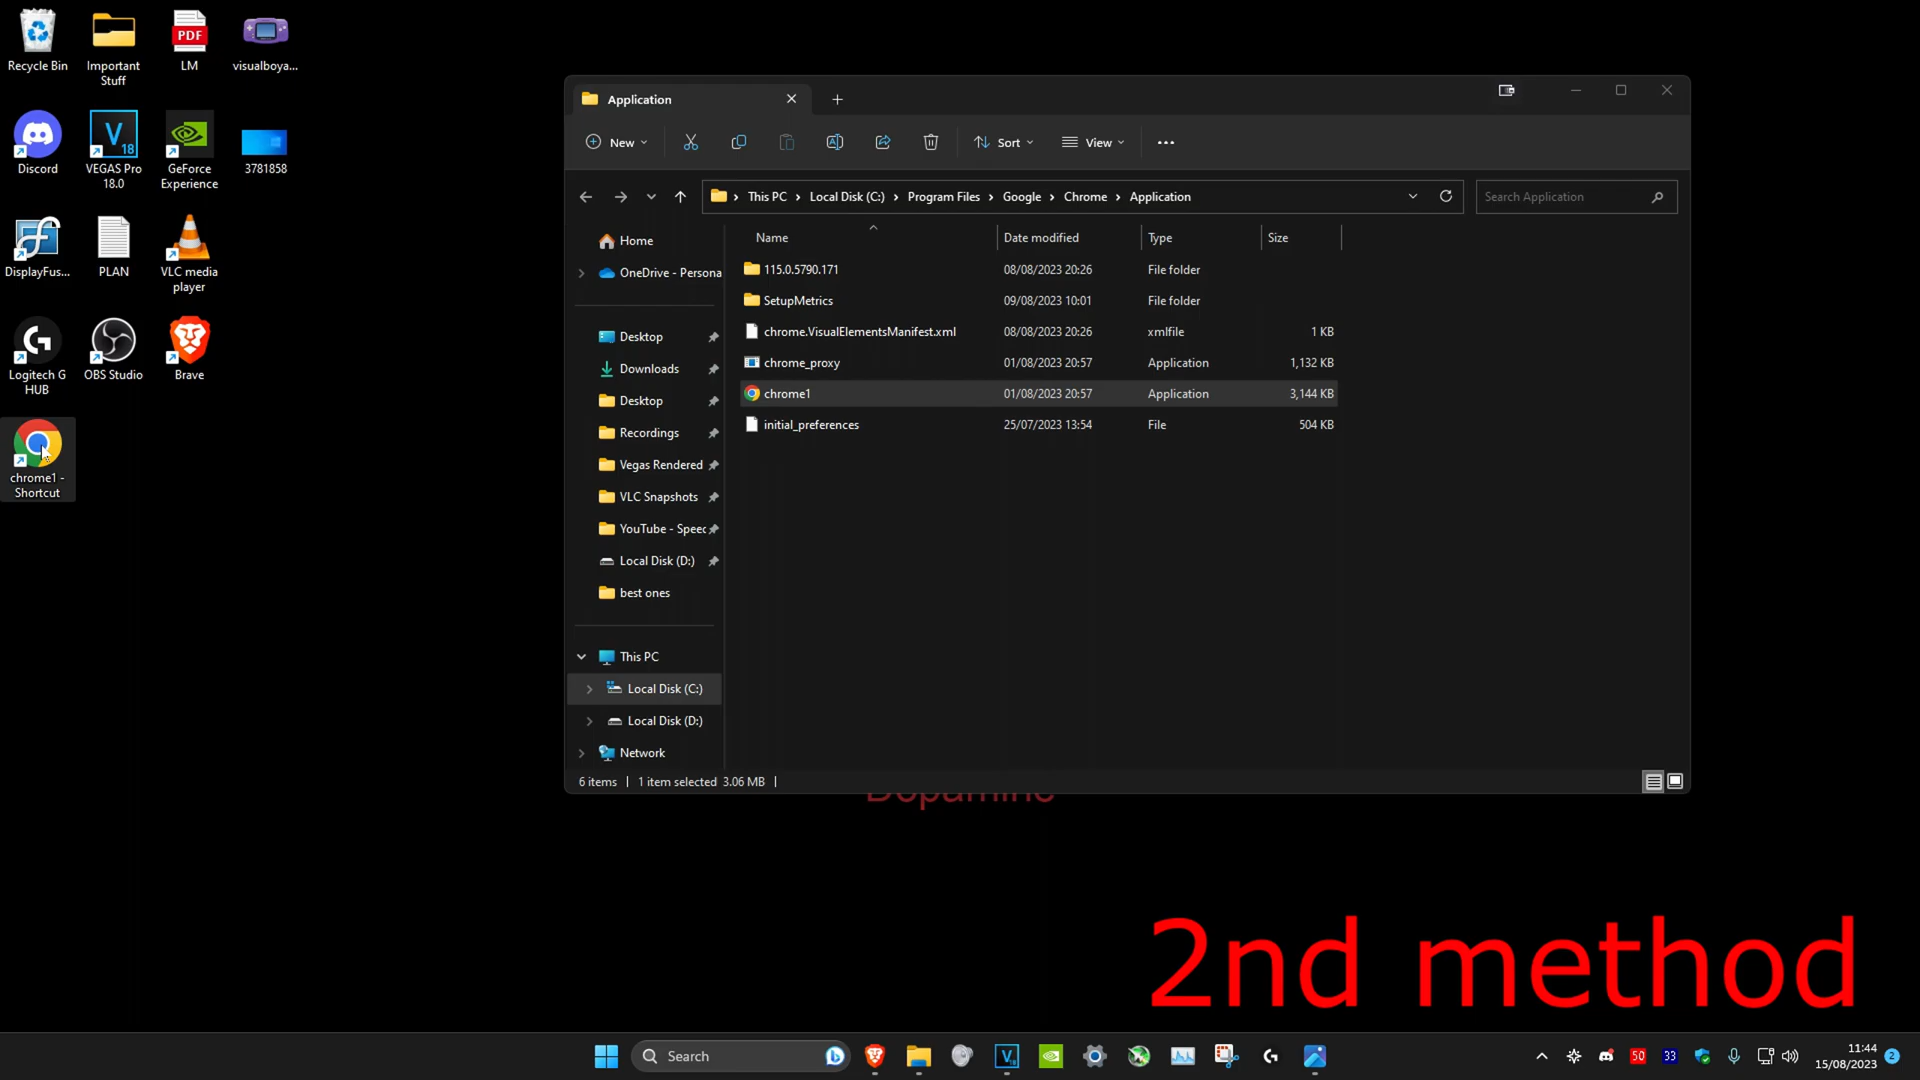 Recycle Bin
Important
Stuff
LM
visualboya...
Discord
VEGAS Pro
18.0
GeForce
Experience
3781858
DisplayFus...
PLAN
VLC media
player
Logitech G
HUB
OBS Studio
Brave
chrome1 -
Shortcut
Application
New
Sort
View
This PC
Local Disk (C:)
Program Files
Google
Chrome
Application
Search Application
Home
OneDrive - Persona
Desktop
Downloads
Desktop
Recordings
Vegas Rendered
VLC Snapshots
YouTube - Speec
Local Disk (D:)
best ones
This PC
Local Disk (C:)
Local Disk (D:)
Network
Name Date modified Type Size
115.0.5790.171 08/08/2023 20:26 File folder
SetupMetrics 09/08/2023 10:01 File folder
chrome.VisualElementsManifest.xml 08/08/2023 20:26 xmlfile 1 KB
chrome_proxy 01/08/2023 20:57 Application 1,132 KB
chrome1 01/08/2023 20:57 Application 3,144 KB
initial_preferences 25/07/2023 13:54 File 504 KB
6 items 1 item selected 3.06 MB
Dopamine
2nd method
Search
50
33
11:44
15/08/2023
2
PDF
V
18
V